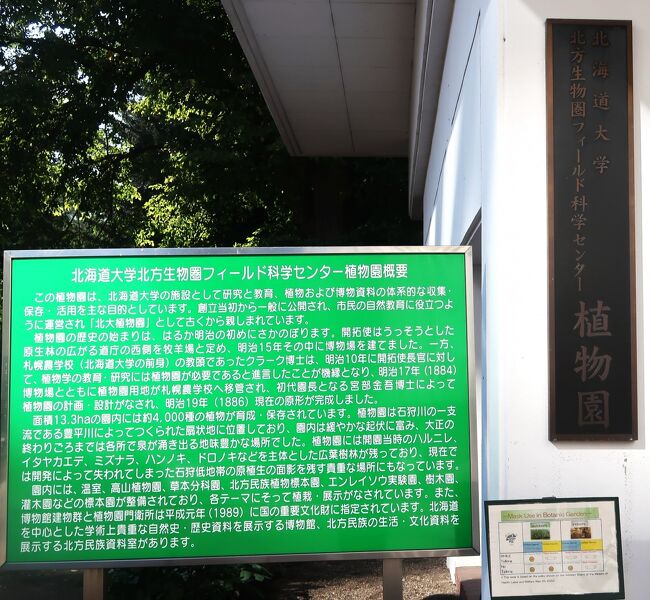 北海道大学北方生物圏フィールド科学センター植物園概要
この植物園は、北海道大学の施設として研究と教育、植物および博物資料の体系的な収集・
保存・活用を主な目的としています。創立当初から一般に公開され、市民の自然教育に役立つよ
うに運営され「北大植物園」として古くから親しまれています。
植物園の歴史の始まりは、はるか明治の初めにさかのぼります。開拓使はうっそうとした
原生林の広がる道庁の西側を牧羊場と定め、明治15年その中に博物場を建てました。一方、
札幌農学校（北海道大学の前身）の教頭であったクラーク博士は、明治10年に開拓使長官に対
して、植物学の教育・研究には植物園が必要であると進言したことが機縁となり、明治17年（1884）
博物場とともに植物園用地が札幌農学校へ移管され、初代園長となる宮部金吾博士によって
植物園の計画・設計がなされ、明治19年（1886）現在の原形が完成しました。
面積13.3haの園内には約4,000種の植物が育成・保存されています。植物園は石狩川の一支
流である豊平川によってつくられた扇状地に位置しており、園内は緩やかな起伏に富み、大正の
終わりごろまでは各所で泉が涌き出る地味豊かな場所でした。植物園には開園当時のハルニレ、
イタヤカエデ、ミズナラ、ハンノキ、ドロノキなどを主体とした広葉樹林が残っており、現在で
は開発によって失われてしまった石狩低地帯の原植生の面影を残す貴重な場所にもなっています。
園内には、温室、高山植物園、草本分科園、北方民族植物標本園、エンレイソウ実験園、樹木園、
灌木園などの標本園が整備されており、各テーマにそって植栽・展示がなされています。また、
博物館建物群と植物園門衛所は平成元年（1989）に国の重要文化財に指定されています。北海道
を中心とした学術上貴重な自然史・歴史資料を展示する博物館、北方民族の生活・文化資料を
展示する北方民族資料室があります。
北海道大学
北方生物圏フィールド科学センター
植物園
Mask Use in Botanic Garden